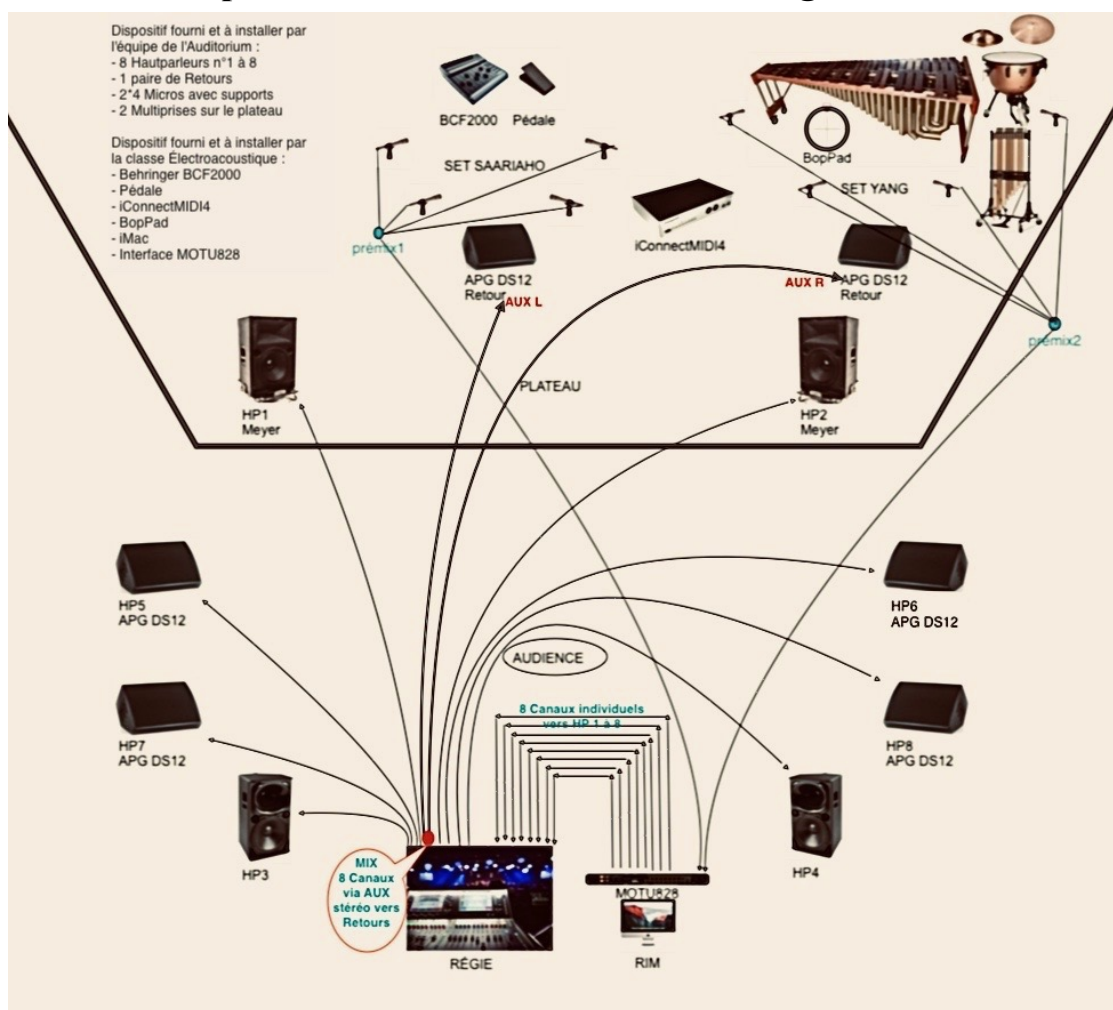 Dispositif fourni et à installer par
l'équipe de l'Auditorium :
- 8 Hautparleurs n°1 à 8
- 1 paire de Retours
- 2*4 Micros avec supports
- 2 Multiprises sur le plateau
Dispositif fourni et à installer par
la classe Électroacoustique :
- Behringer BCF2000
- Pédale
- iConnectMIDI4
- BopPad
- iMac
- Interface MOTU828
BCF2000 Pédale
BopPad
SET SAARIAHO
SET YANG
prémix1
iConnectMIDI4
APG DS12
Retour
AUX L
AUX R
APG DS12
Retour
prémix2
PLATEAU
HP1
Meyer
HP2
Meyer
HP5
APG DS12
HP6
APG DS12
AUDIENCE
8 Canaux individuels
vers HP 1 à 8
HP7
APG DS12
HP8
APG DS12
HP3
HP4
MIX
8 Canaux
via AUX
stéréo vers
Retours
MOTU828
RÉGIE
RIM